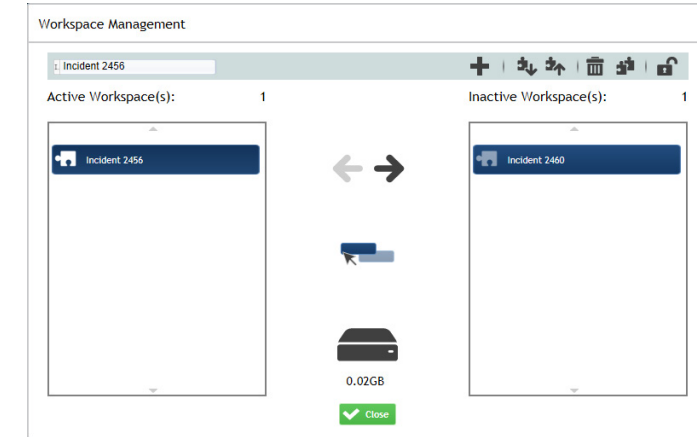 Workspace Management
Incident 2456
Active Workspace(s): 1
Inactive Workspace(s): 1
Incident 2456
Incident 2460
0.02GB
Close